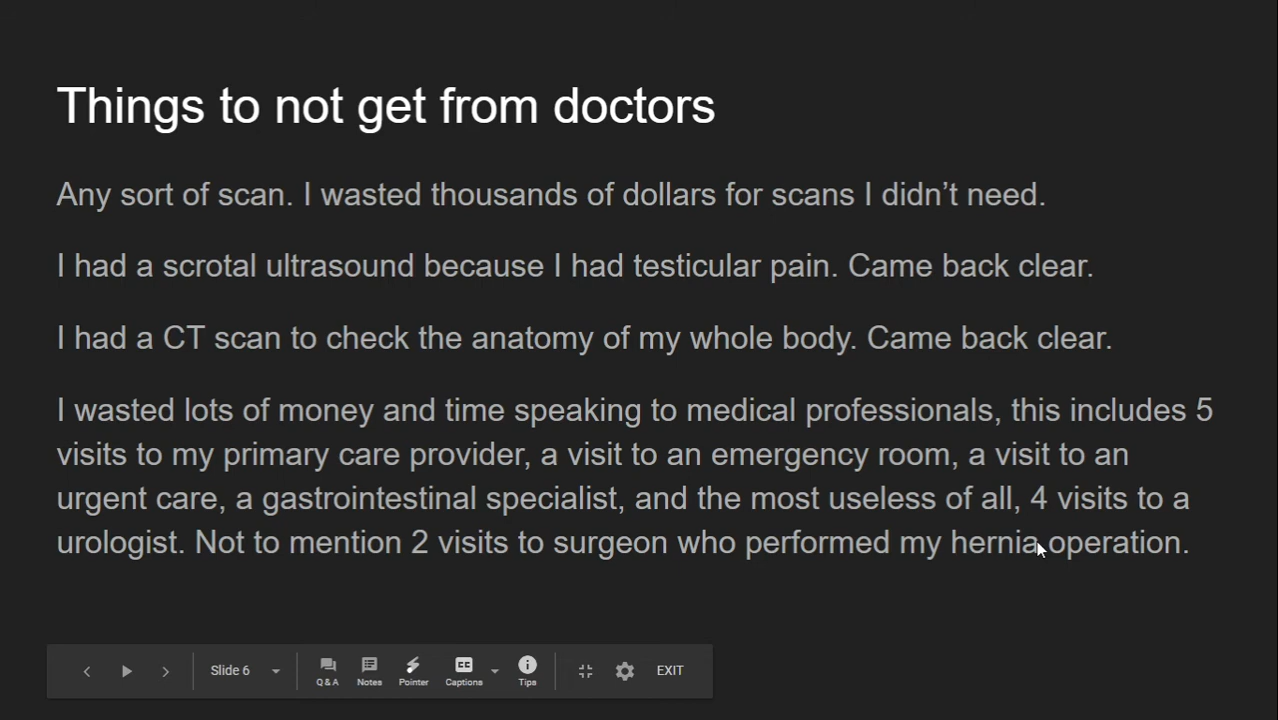 Things to not get from doctors
Any sort of scan. I wasted thousands of dollars for scans I didn’t need.
I had a scrotal ultrasound because I had testicular pain. Came back clear.
I had a CT scan to check the anatomy of my whole body. Came back clear.
I wasted lots of money and time speaking to medical professionals, this includes 5
visits to my primary care provider, a visit to an emergency room, a visit to an
urgent care, a gastrointestinal specialist, and the most useless of all, 4 visits to a
urologist. Not to mention 2 visits to surgeon who performed my hernia operation.
Slide 6
Q&A
Notes
Pointer
CC
Captions
Tips
EXIT